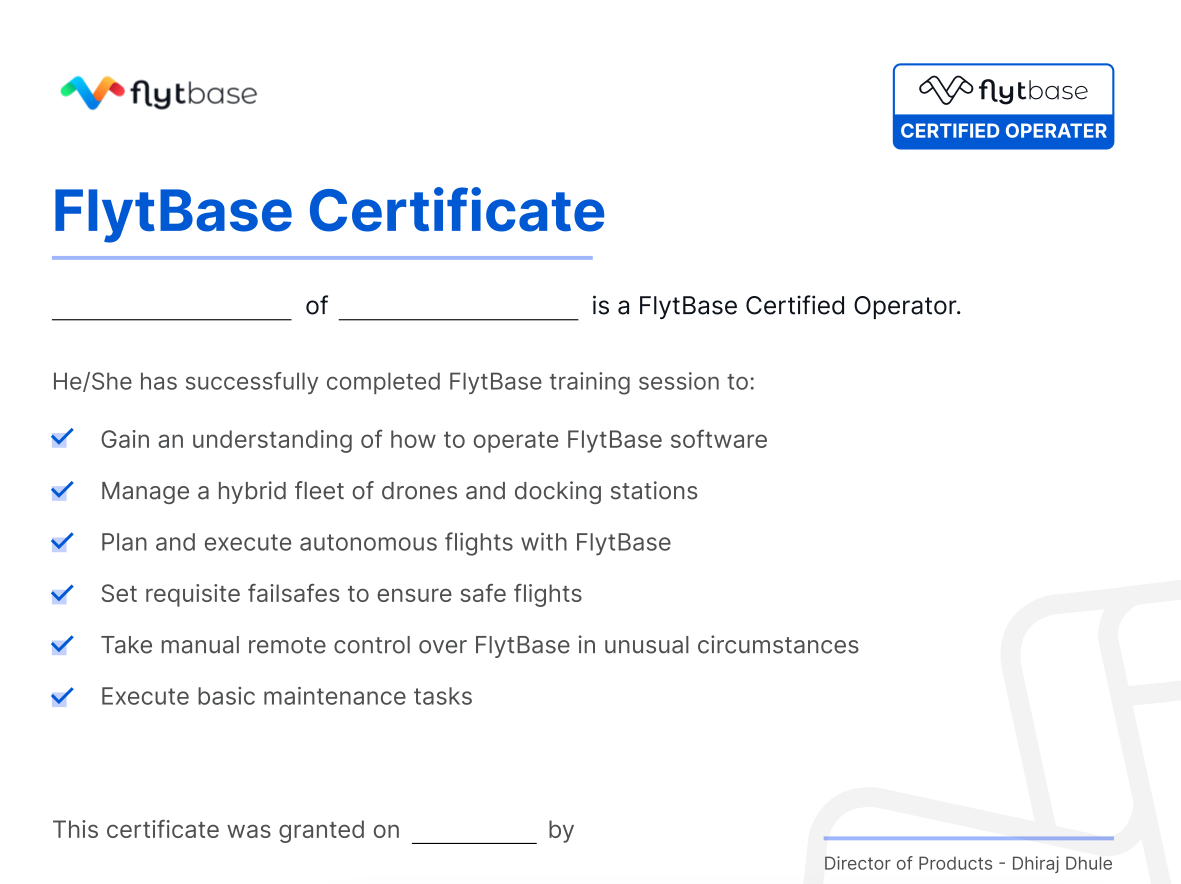 flytbase
flytbase
CERTIFIED OPERATER
FlytBase Certificate
of is a FlytBase Certified Operator.
He/She has successfully completed FlytBase training session to:
Gain an understanding of how to operate FlytBase software
Manage a hybrid fleet of drones and docking stations
Plan and execute autonomous flights with FlytBase
Set requisite failsafes to ensure safe flights
Take manual remote control over FlytBase in unusual circumstances
Execute basic maintenance tasks
This certificate was granted on by
Director of Products - Dhiraj Dhule